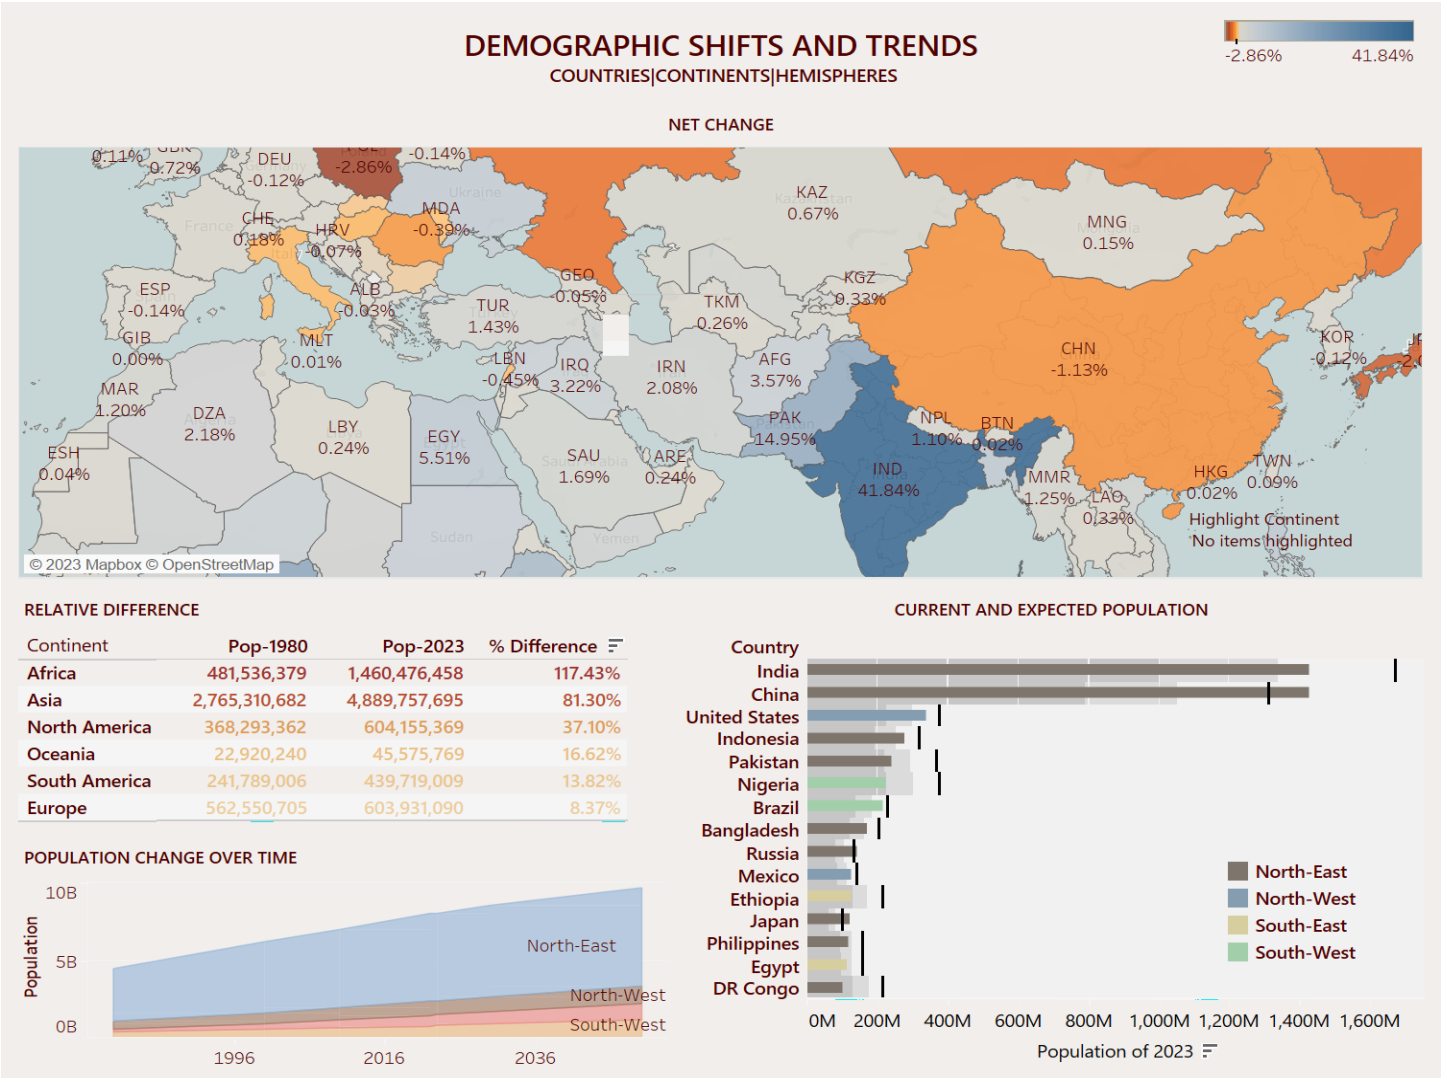 DEMOGRAPHIC SHIFTS AND TRENDS
COUNTRIES|CONTINENTS|HEMISPHERES
-2.86% 41.84%
NET CHANGE
0.11%
GBR
0.72%
DEU
-0.12%
POL
-2.86%
-0.14%
Ukraine
MDA
-0.39%
France
CHE
0.18%
Italy
HRV
-0.07%
KAZ
Kazakhstan
0.67%
MNG
0.15%
ESP
Spain
-0.14%
ALB
-0.03%
GEO
-0.05%
KGZ
0.33%
GIB
0.00%
MLT
0.01%
TUR
1.43%
TKM
0.26%
CHN
-1.13%
KOR
-0.12%
MAR
1.20%
LBN
-0.45%
IRQ
3.22%
IRN
2.08%
AFG
3.57%
DZA
Algeria
2.18%
LBY
0.24%
EGY
5.51%
PAK
Pakistan
14.95%
NPL
1.10%
BTN
0.02%
ESH
0.04%
SAU
Saudi Arabia
1.69%
ARE
0.24%
IND
41.84%
MMR
1.25%
LAO
0.33%
HKG
0.02%
TWN
0.09%
Sudan
Yemen
Highlight Continent
No items highlighted
© 2023 Mapbox © OpenStreetMap
RELATIVE DIFFERENCE
Continent Pop-1980 Pop-2023 % Difference
Africa 481,536,379 1,460,476,458 117.43%
Asia 2,765,310,682 4,889,757,695 81.30%
North America 368,293,362 604,155,369 37.10%
Oceania 22,920,240 45,575,769 16.62%
South America 241,789,006 439,719,009 13.82%
Europe 562,550,705 603,931,090 8.37%
POPULATION CHANGE OVER TIME
Population
10B
5B
0B
North-East
North-West
South-West
1996 2016 2036
CURRENT AND EXPECTED POPULATION
Country
India
China
United States
Indonesia
Pakistan
Nigeria
Brazil
Bangladesh
Russia
Mexico
Ethiopia
Japan
Philippines
Egypt
DR Congo
North-East
North-West
South-East
South-West
0M 200M 400M 600M 800M 1,000M 1,200M 1,400M 1,600M
Population of 2023